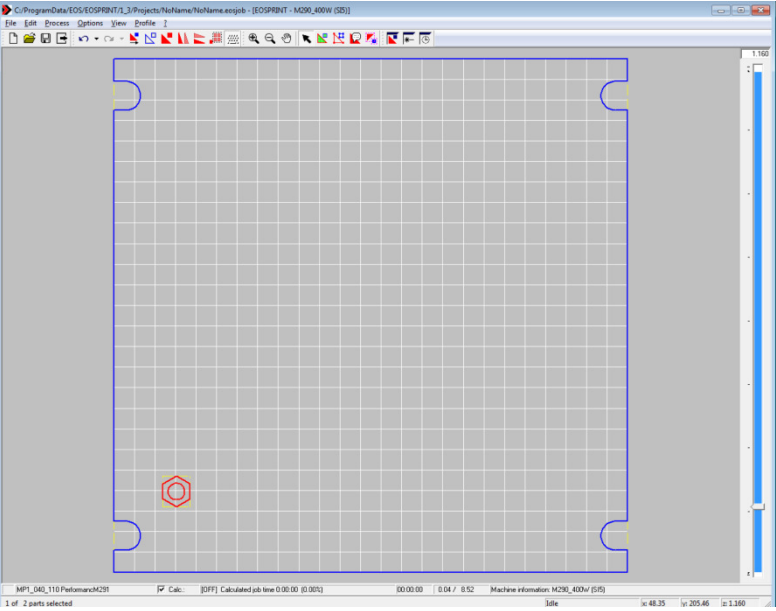 C:/ProgramData/EOS/EOSPRINT/1_3/Projects/NoName/NoName.eosjob - [EOSPRINT - M290_400W (SI5)]
File Edit Process Options View Profile ?
1.160
MP1_040_110 PerformancM291 Calc.: [OFF] Calculated job time 0:00:00 (0.00%) 00:00:00 0.04 / 8.52 Machine information: M290_400W (SI5)
1 of 2 parts selected Idle x: 48.35 y: 205.46 z: 1.160